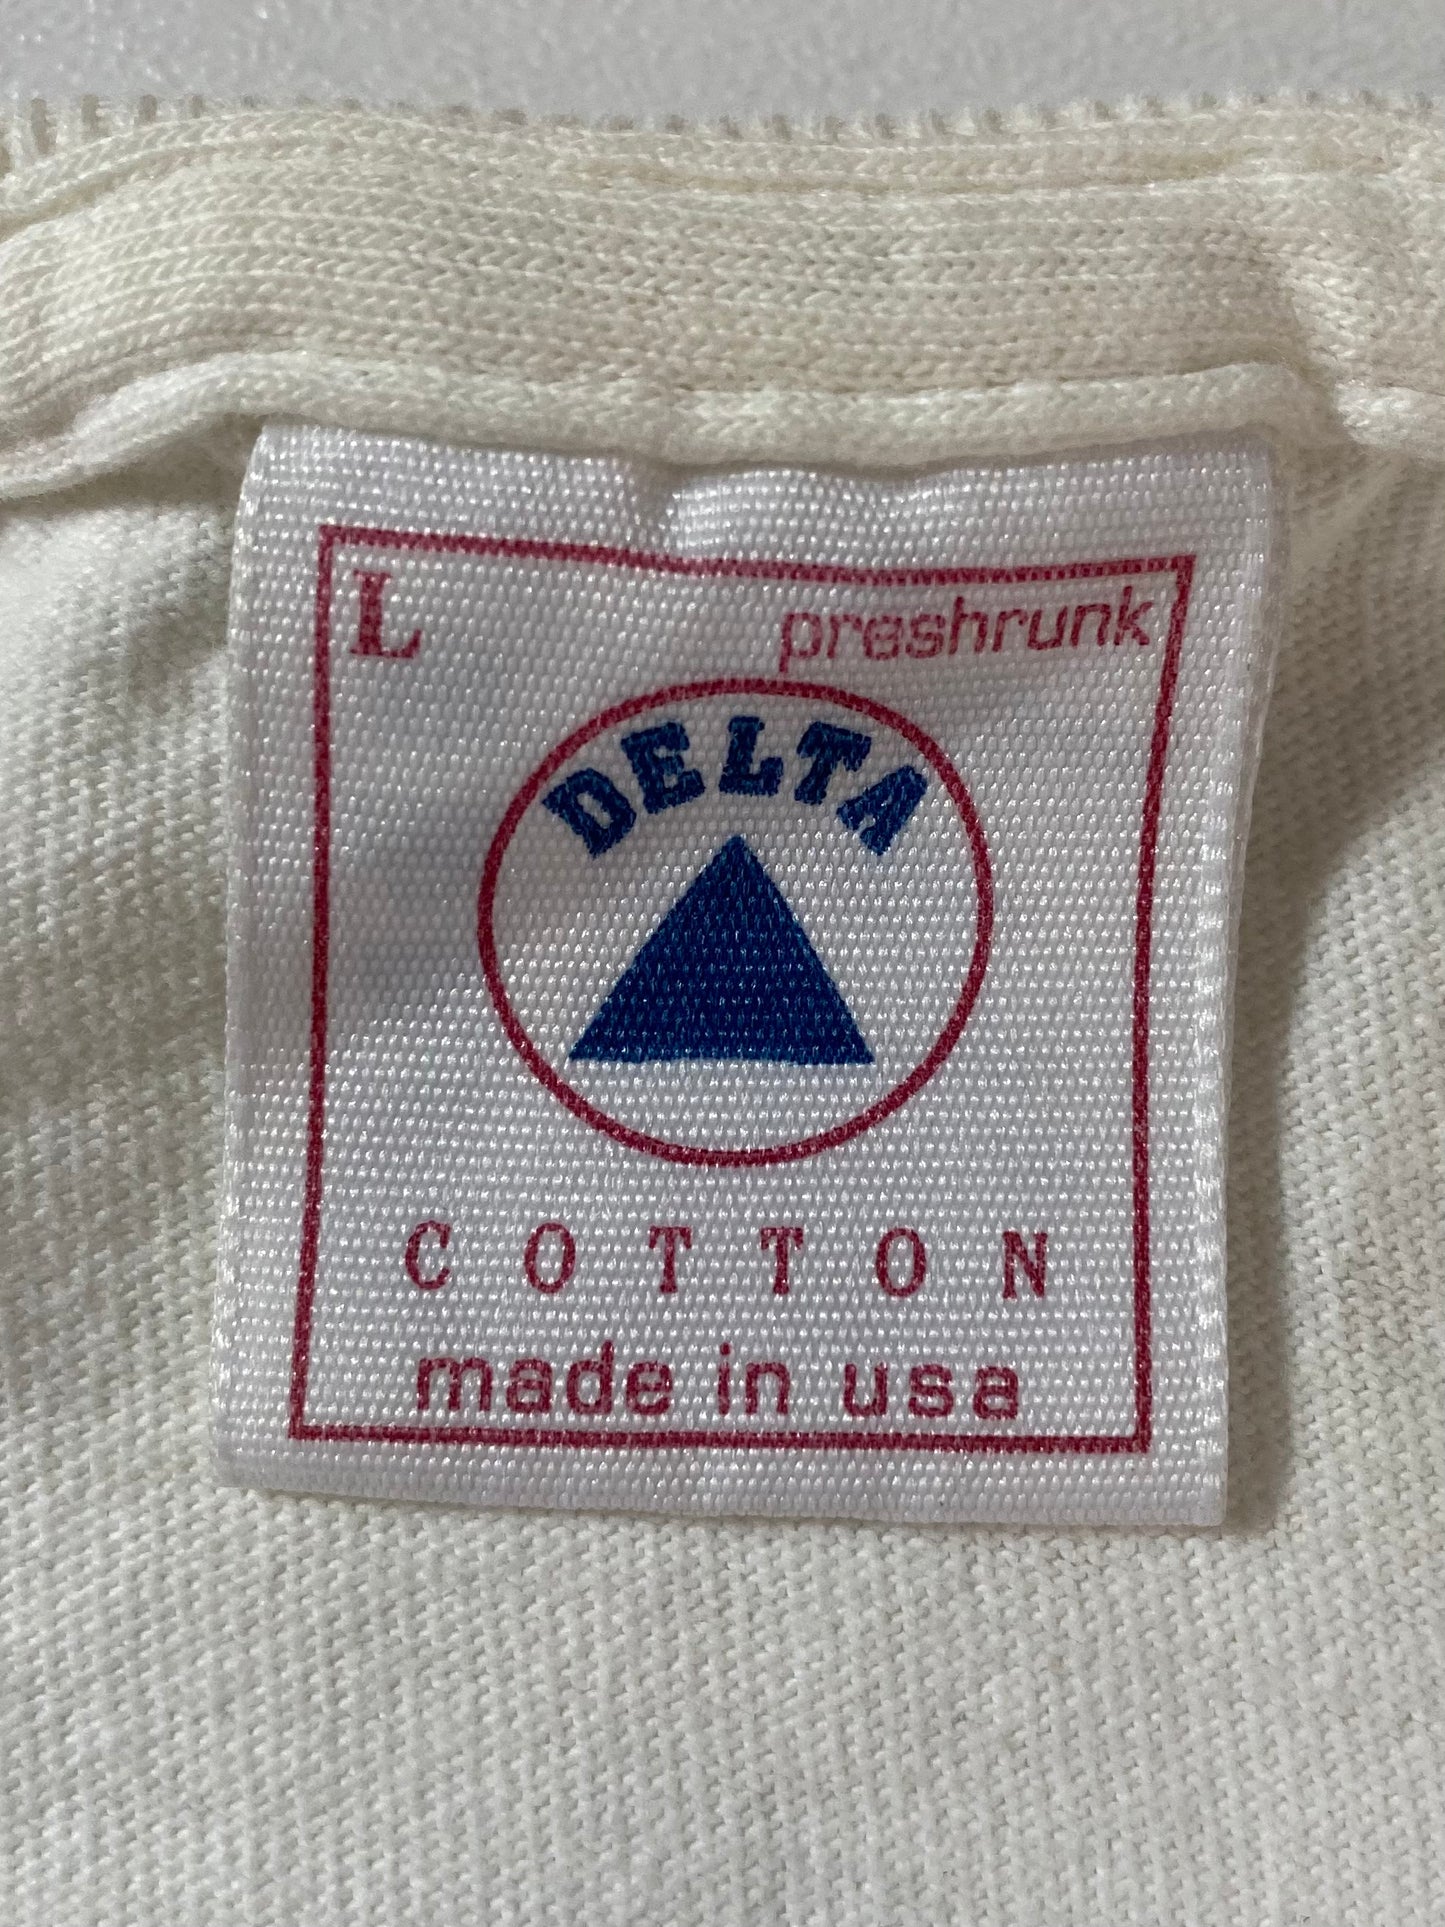 L
preshrunk
DELTA
COTTON
made in usa